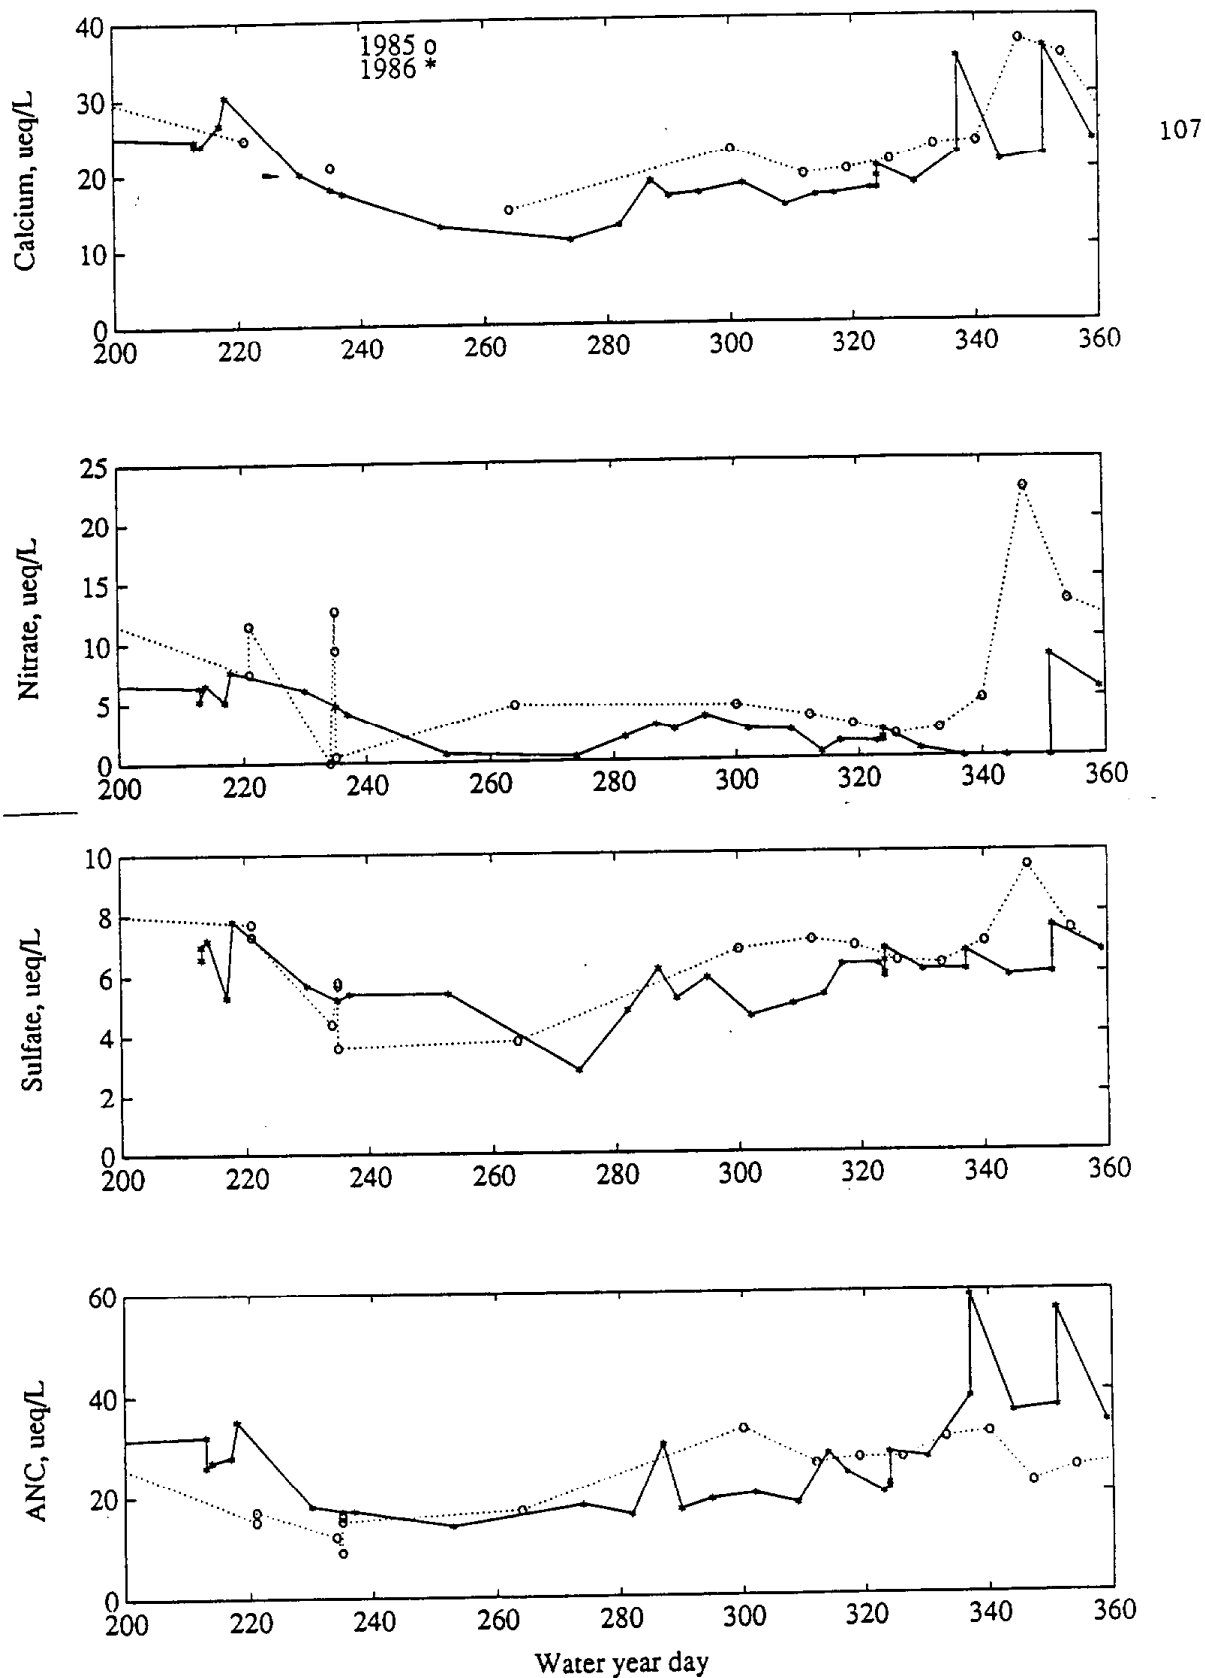 40
1985 o
1986 *
30
107
20
10
0
Calcium, ueq/L
200 220 240 260 280 300 320 340 360
25
20
15
10
5
0
Nitrate, ueq/L
200 220 240 260 280 300 320 340 360
10
8
6
4
2
0
Sulfate, ueq/L
200 220 240 260 280 300 320 340 360
60
40
20
0
ANC, ueq/L
200 220 240 260 280 300 320 340 360
Water year day